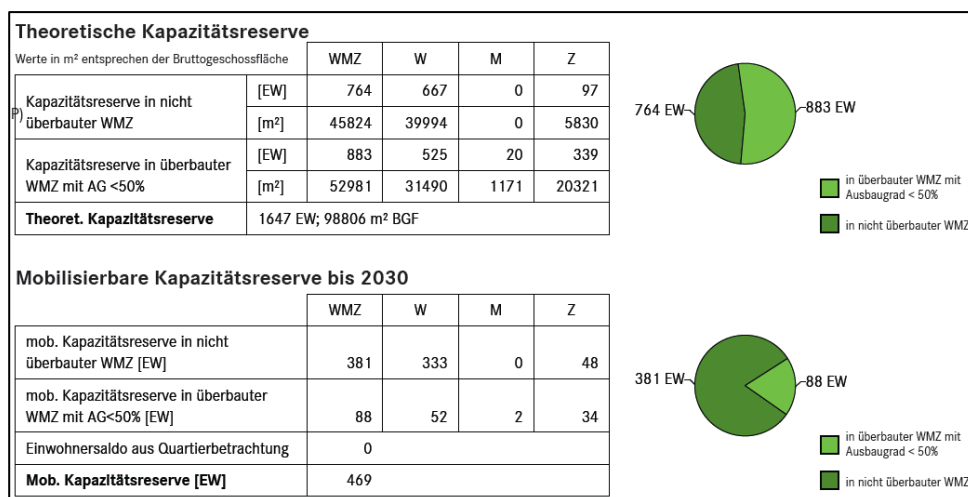 Theoretische Kapazitätsreserve
Werte in m² entsprechen der Bruttogeschossfläche WMZ W M Z
Kapazitätsreserve in nicht [EW] 764 667 0 97
P) überbauter WMZ [m²] 45824 39994 0 5830
Kapazitätsreserve in überbauter [EW] 883 525 20 339
WMZ mit AG <50% [m²] 52981 31490 1171 20321
Theoret. Kapazitätsreserve 1647 EW; 98806 m² BGF
764 EW 883 EW
in überbauter WMZ mit
Ausbaugrad < 50%
in nicht überbauter WMZ
Mobilisierbare Kapazitätsreserve bis 2030
WMZ W M Z
mob. Kapazitätsreserve in nicht
überbauter WMZ [EW] 381 333 0 48
mob. Kapazitätsreserve in überbauter
WMZ mit AG<50% [EW] 88 52 2 34
Einwohnersaldo aus Quartierbetrachtung 0
Mob. Kapazitätsreserve [EW] 469
381 EW 88 EW
in überbauter WMZ mit
Ausbaugrad < 50%
in nicht überbauter WMZ